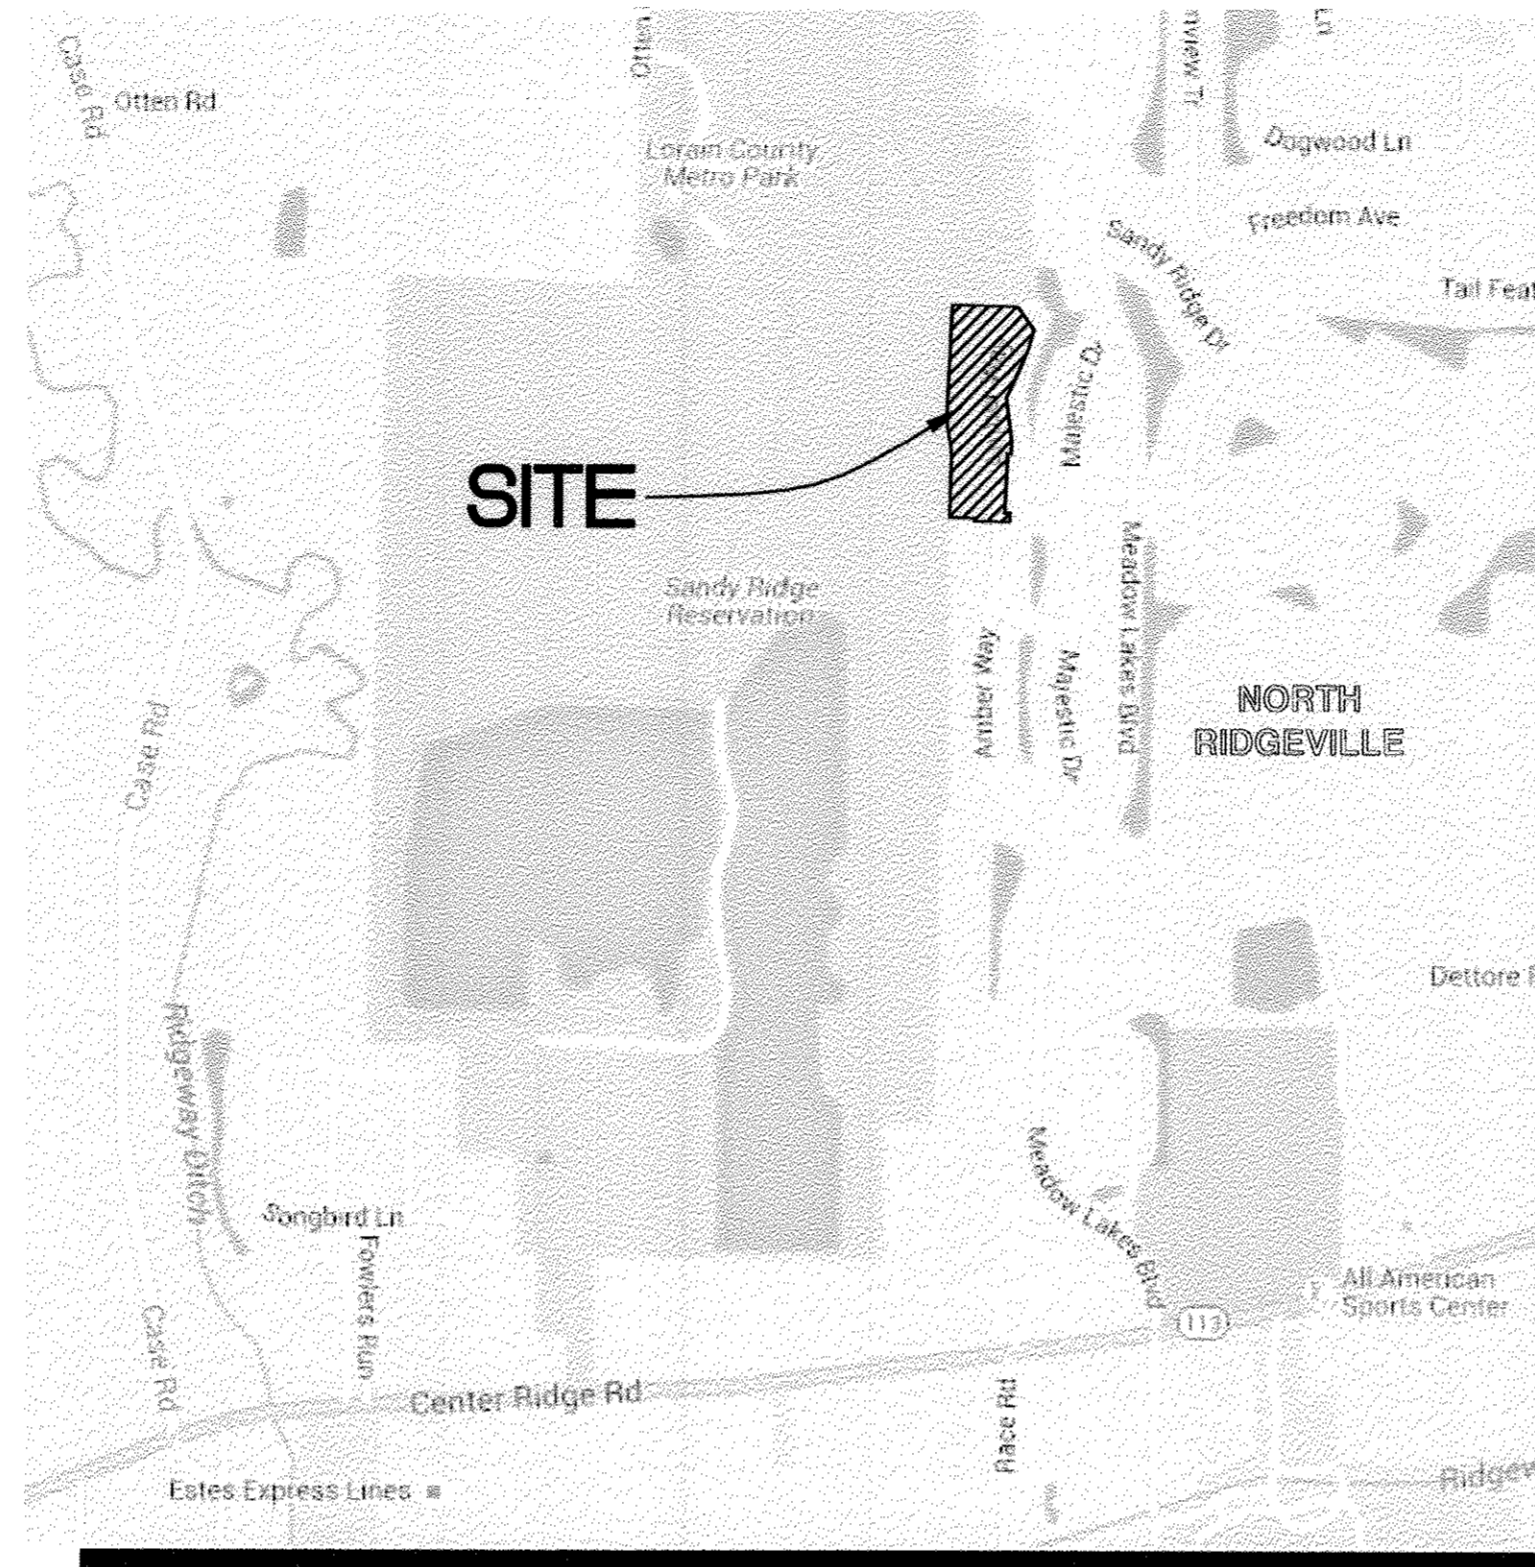 Case Rd
Otten Rd
Lorain County
Metro Park
Dogwood Ln
Freedom Ave
Sandy Ridge Dr
Majestic Dr
SITE
Sandy Ridge
Reservation
Amber Way
Majestic Dr
Meadow Lakes Blvd
NORTH
RIDGEVILLE
Case Rd
Ridgeway Ditch
Songbird Ln
Fowlers Run
Meadow Lakes Blvd
All American
Sports Center
113
Case Rd
Center Ridge Rd
Race Rd
Estes Express Lines
Dettore
Tail